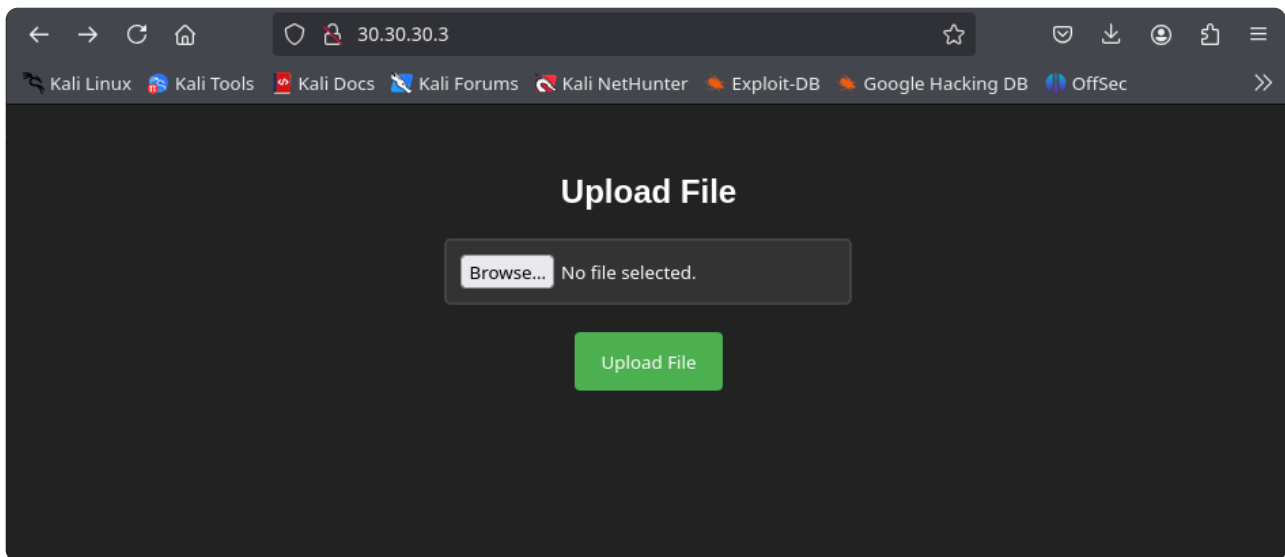 30.30.30.3
Kali Linux Kali Tools Kali Docs Kali Forums Kali NetHunter Exploit-DB Google Hacking DB OffSec
Upload File
Browse... No file selected.
Upload File